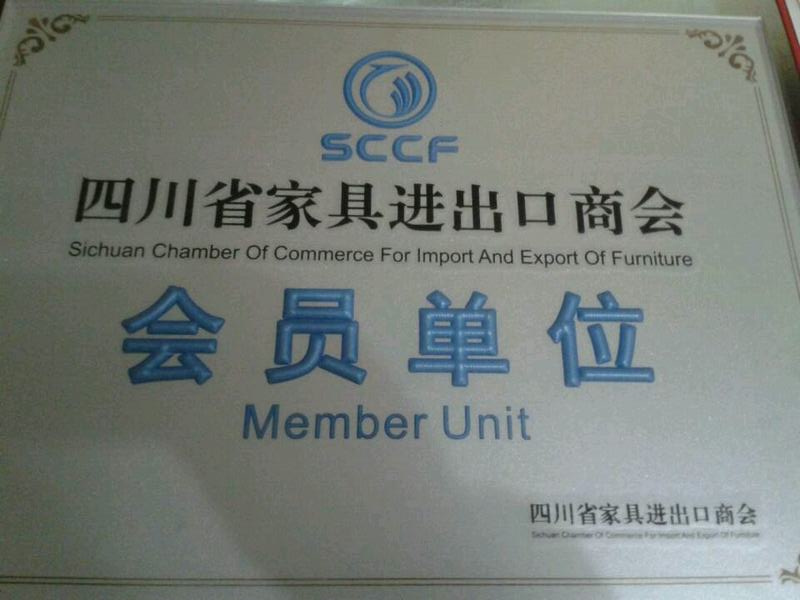 SCCF
四川省家具进出口商会
Sichuan Chamber Of Commerce For Import And Export Of Furniture
会员单位
Member Unit
四川省家具进出口商会
Sichuan Chamber Of Commerce For Import And Export Of Furniture